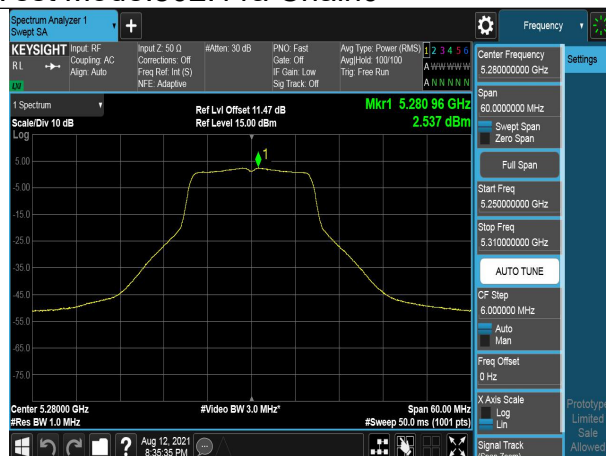 Spectrum Analyzer 1
Swept SA
+
Frequency
KEYSIGHT
RL
Input: RF
Coupling: AC
Align: Auto
Input Z: 50 Ω
Corrections: Off
Freq Ref: Int (S)
NFE: Adaptive
#Atten: 30 dB
PNO: Fast
Gate: Off
IF Gain: Low
Sig Track: Off
Avg Type: Power (RMS)
Avg|Hold: 100/100
Trig: Free Run
1 2 3 4 5 6
A W W W W W
A N N N N N
1 Spectrum
Scale/Div 10 dB
Log
Ref Lvl Offset 11.47 dB
Ref Level 15.00 dBm
Mkr1 5.280 96 GHz
2.537 dBm
1
5.00
-5.00
-15.0
-25.0
-35.0
-45.0
-55.0
-65.0
-75.0
Center 5.28000 GHz
#Res BW 1.0 MHz
#Video BW 3.0 MHz*
Span 60.00 MHz
#Sweep 50.0 ms (1001 pts)
Aug 12, 2021
8:35:35 PM
?
Center Frequency
5.280000000 GHz
Settings
Span
60.0000000 MHz
Swept Span
Zero Span
Full Span
Start Freq
5.250000000 GHz
Stop Freq
5.310000000 GHz
AUTO TUNE
CF Step
6.000000 MHz
Auto
Man
Freq Offset
0 Hz
X Axis Scale
Log
Lin
Signal Track
(Span Zoom)
Prototype
Limited
Sale
Allowed